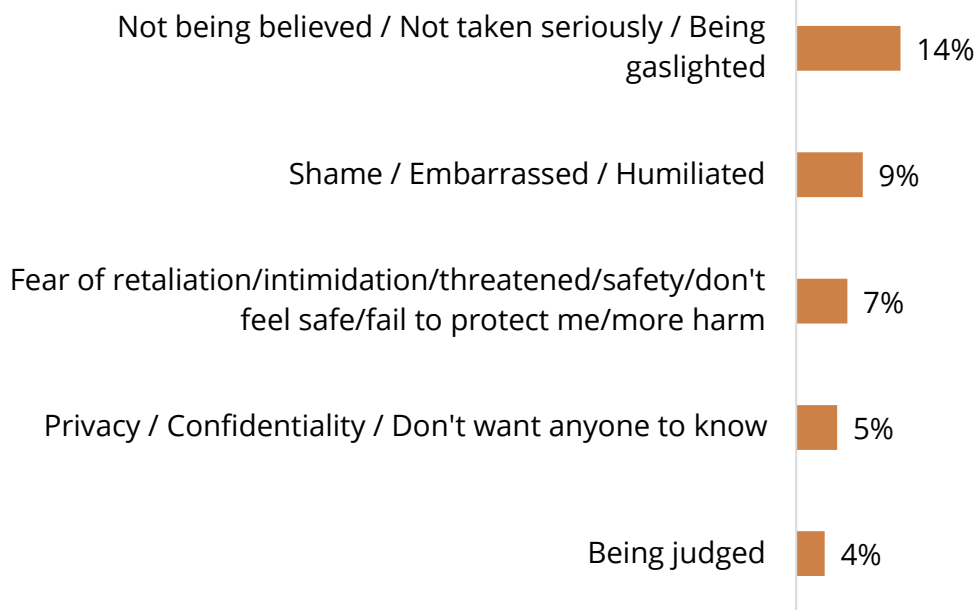 Not being believed / Not taken seriously / Being
gaslighted
14%
Shame / Embarrassed / Humiliated
9%
Fear of retaliation/intimidation/threatened/safety/don't
feel safe/fail to protect me/more harm
7%
Privacy / Confidentiality / Don't want anyone to know
5%
Being judged
4%